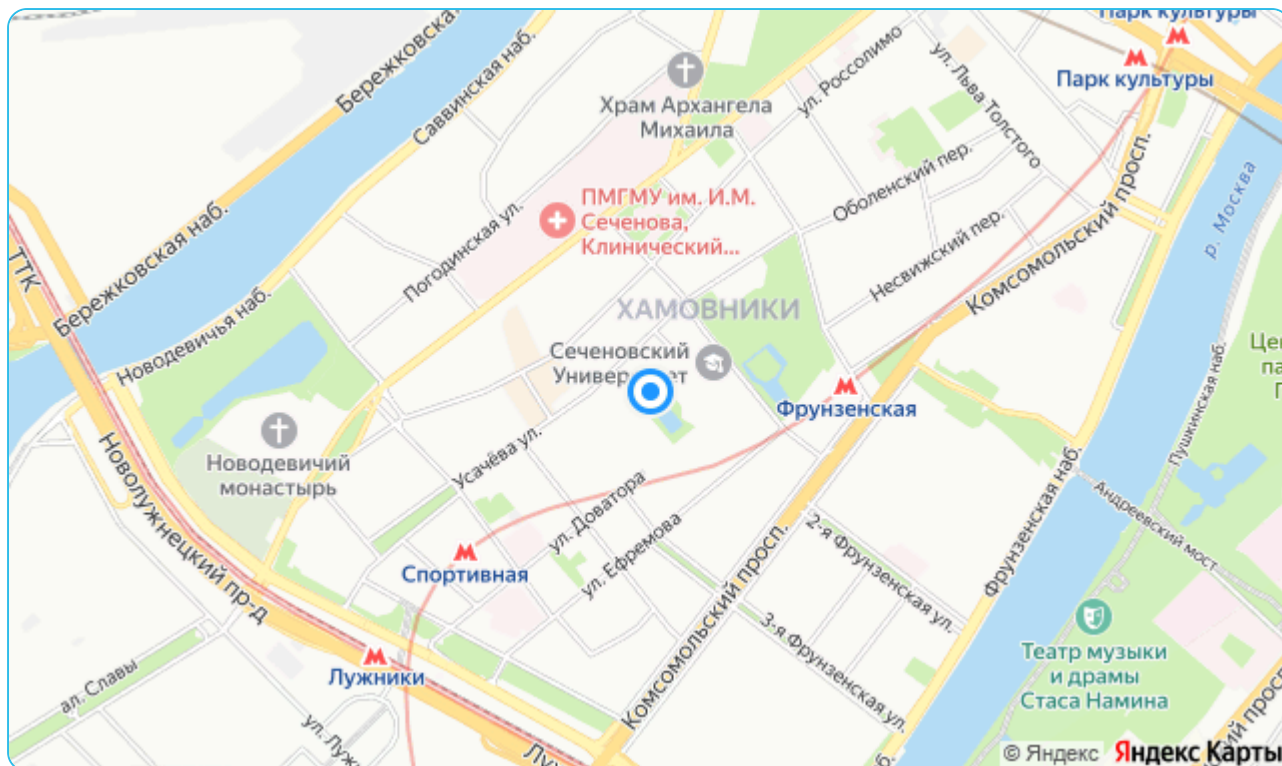 Парк культуры
Парк культуры
Бережковская
Саввинская наб.
Храм Архангела
Михаила
ул. Россолимо
ул. Льва Толстого
Оболенский пер.
ПМГМУ им. И.М.
Сеченова,
Клинический...
Погодинская ул.
Несвижский пер.
Комсомольский просп.
р. Москва
ТТК
Бережковская наб.
Новодевичья наб.
ХАМОВНИКИ
Сеченовский
Фрунзенская
Усачёва ул.
Новодевичий
монастырь
Новолужнецкий пр-д
Пушкинская наб.
Андреевский мост
Фрунзенская наб.
ул. Доватора
ул. Ефремова
Спортивная
2-я Фрунзенская ул.
3-я Фрунзенская ул.
Комсомольский просп.
Театр музыки
и драмы
Стаса Намина
Лужники
ал. Славы
© Яндекс Яндекс Карты